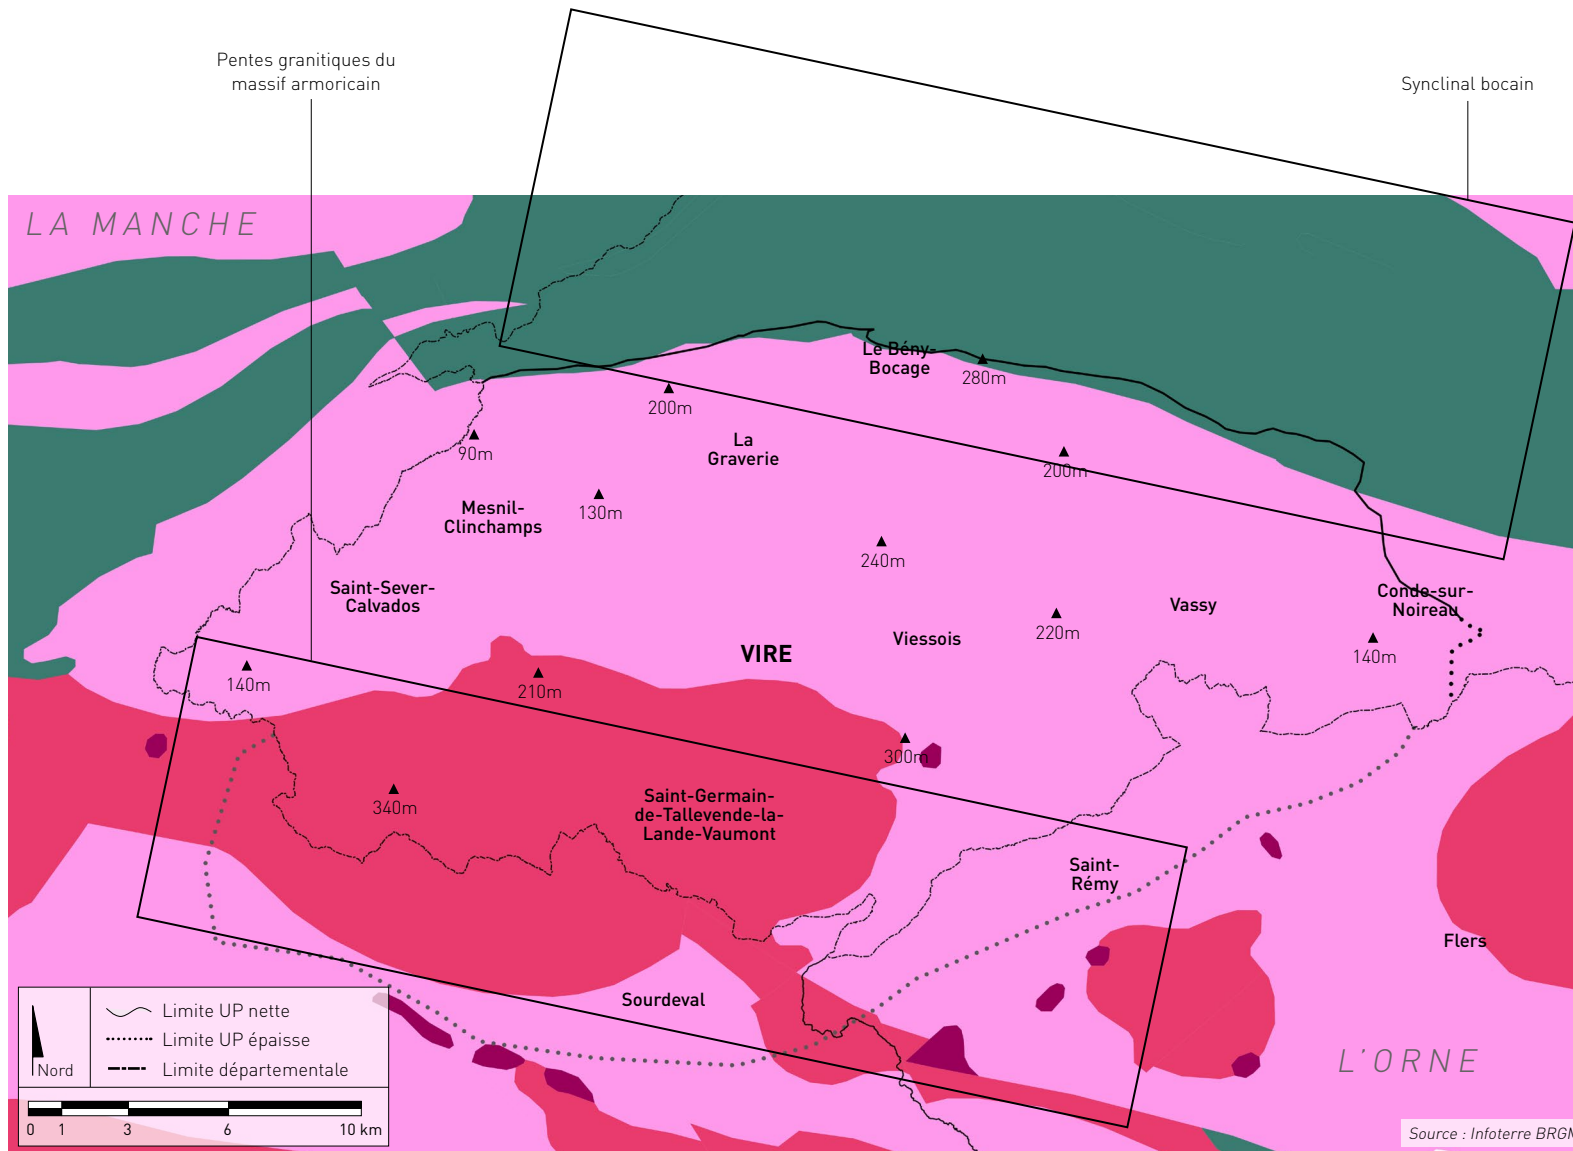 Pentes granitiques du
massif armoricain
Synclinal bocain
LA MANCHE
Le Bény-
Bocage
280m
200m
90m
La
Graverie
200m
Mesnil-
Clinchamps
130m
240m
Saint-Sever-
Calvados
Vassy
Conde-sur-
Noireau
220m
Viessois
VIRE
140m
140m
210m
300m
340m
Saint-Germain-
de-Tallevende-la-
Lande-Vaumont
Saint-
Rémy
Flers
Sourdeval
L'ORNE
Limite UP nette
Limite UP épaisse
Limite départementale
Nord
0 1 3 6 10 km
Source : Infoterre BRGM